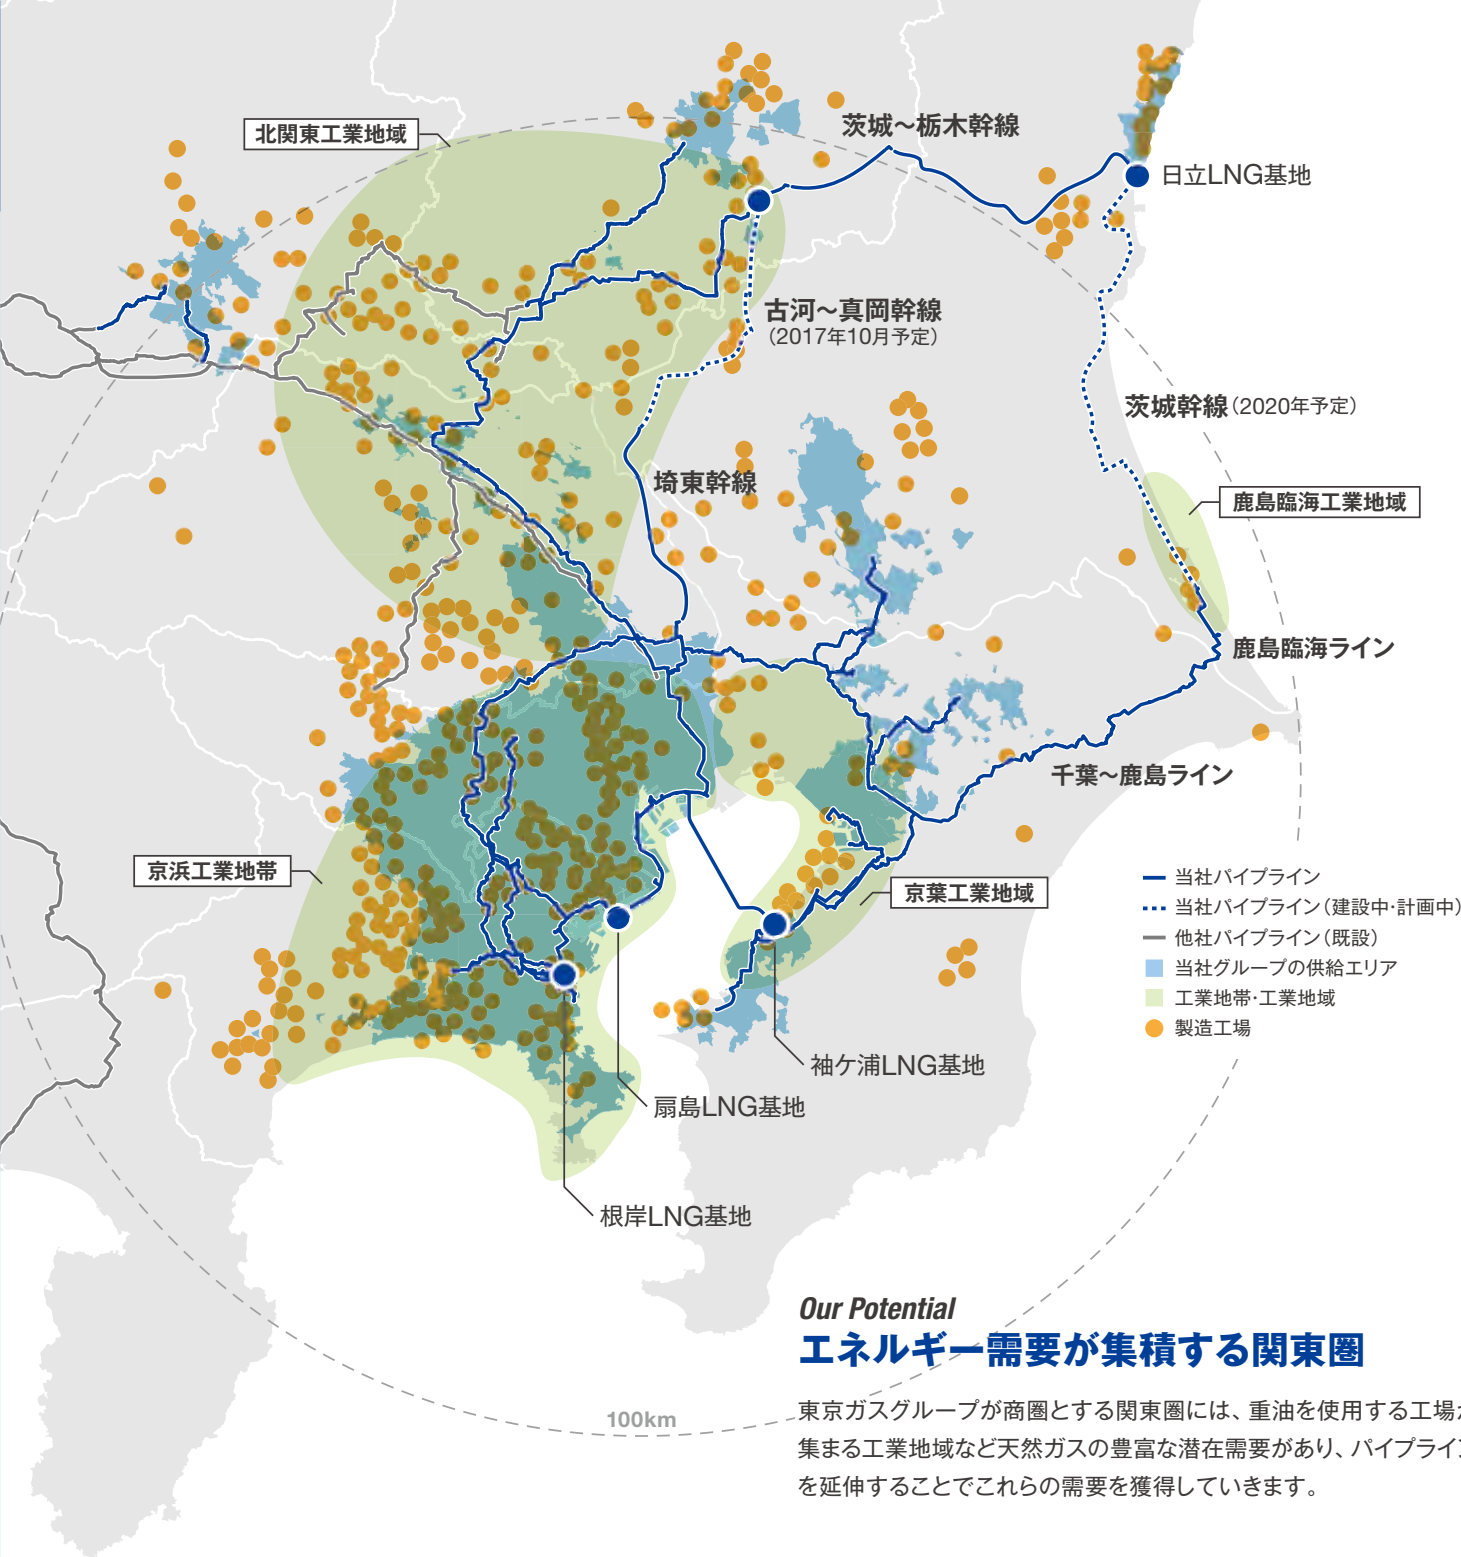 北関東工業地域
茨城〜栃木幹線
日立LNG基地
古河〜真岡幹線
（2017年10月予定）
茨城幹線（2020年予定）
埼東幹線
鹿島臨海工業地域
鹿島臨海ライン
千葉〜鹿島ライン
京浜工業地帯
京葉工業地域
当社パイプライン
当社パイプライン（建設中・計画中）
他社パイプライン（既設）
当社グループの供給エリア
工業地帯・工業地域
製造工場
袖ケ浦LNG基地
扇島LNG基地
根岸LNG基地
100km
Our Potential
エネルギー需要が集積する関東圏
東京ガスグループが商圏とする関東圏には、重油を使用する工場が
集まる工業地域など天然ガスの豊富な潜在需要があり、パイプライン
を延伸することでこれらの需要を獲得していきます。